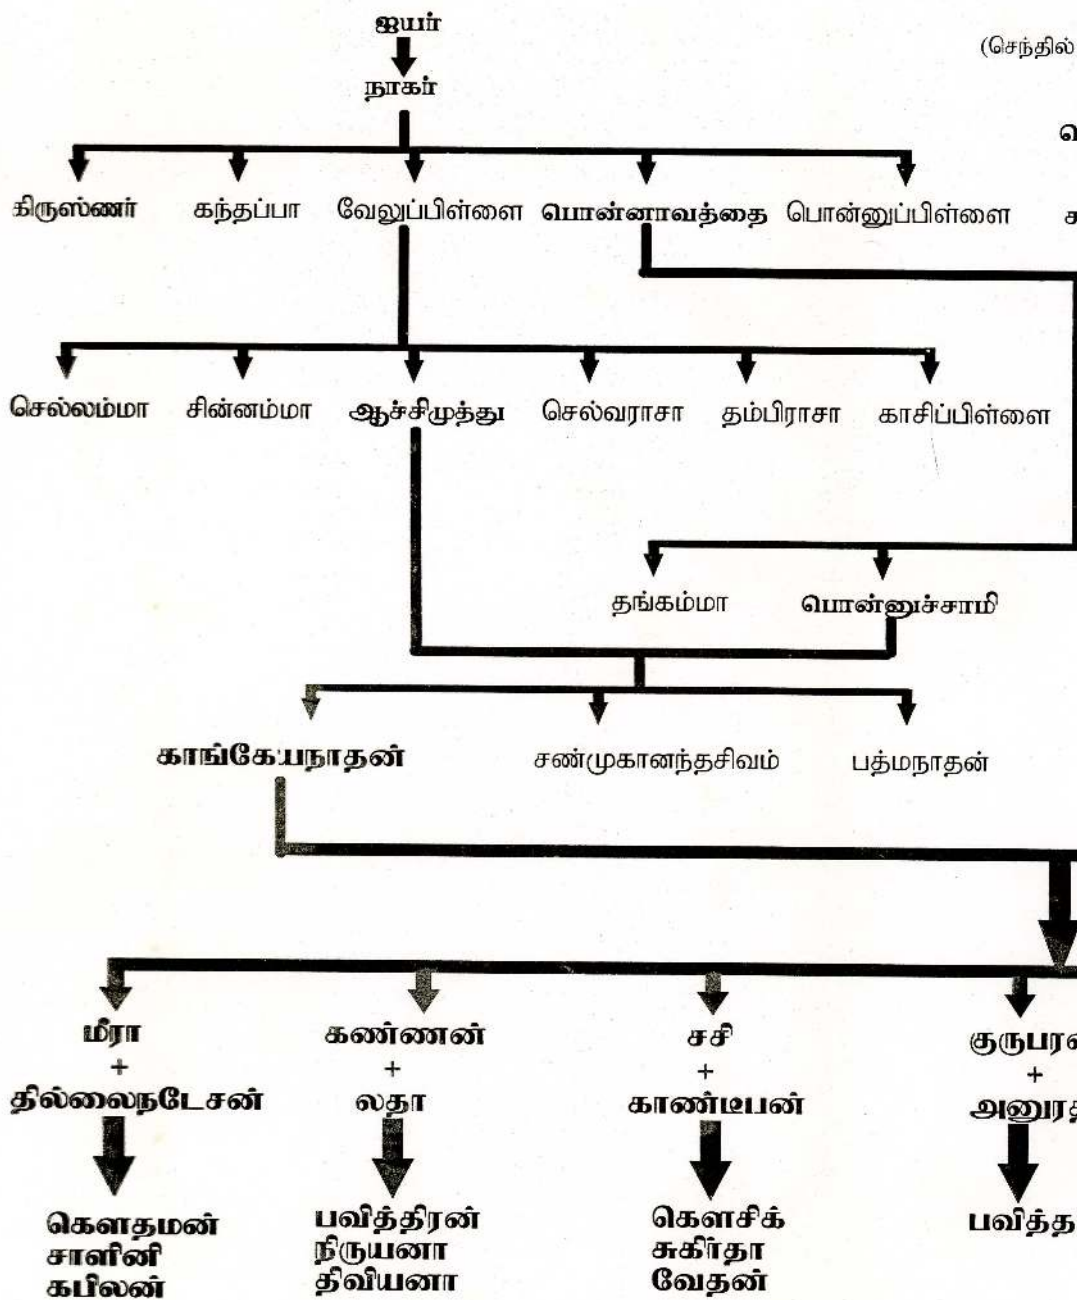 ஐயர்
(செந்தில்
நாகர்
கிருஸ்ணர் கந்தப்பா வேலுப்பிள்ளை பொன்னாவத்தை பொன்னுப்பிள்ளை
செல்லம்மா சின்னம்மா ஆச்சிமுத்து செல்வராசா தம்பிராசா காசிப்பிள்ளை
தங்கம்மா பொன்னுச்சாமி
காங்கேயநாதன் சண்முகானந்தசிவம் பத்மநாதன்
மீரா கண்ணன் சசி
+ + + +
தில்லைநடேசன் லதா காண்டீபன்
கௌதமன் பவித்திரன் கௌசிக்
சாளினி நிருயனா சுகிர்தா
கபிலன் திவியனா வேதன்